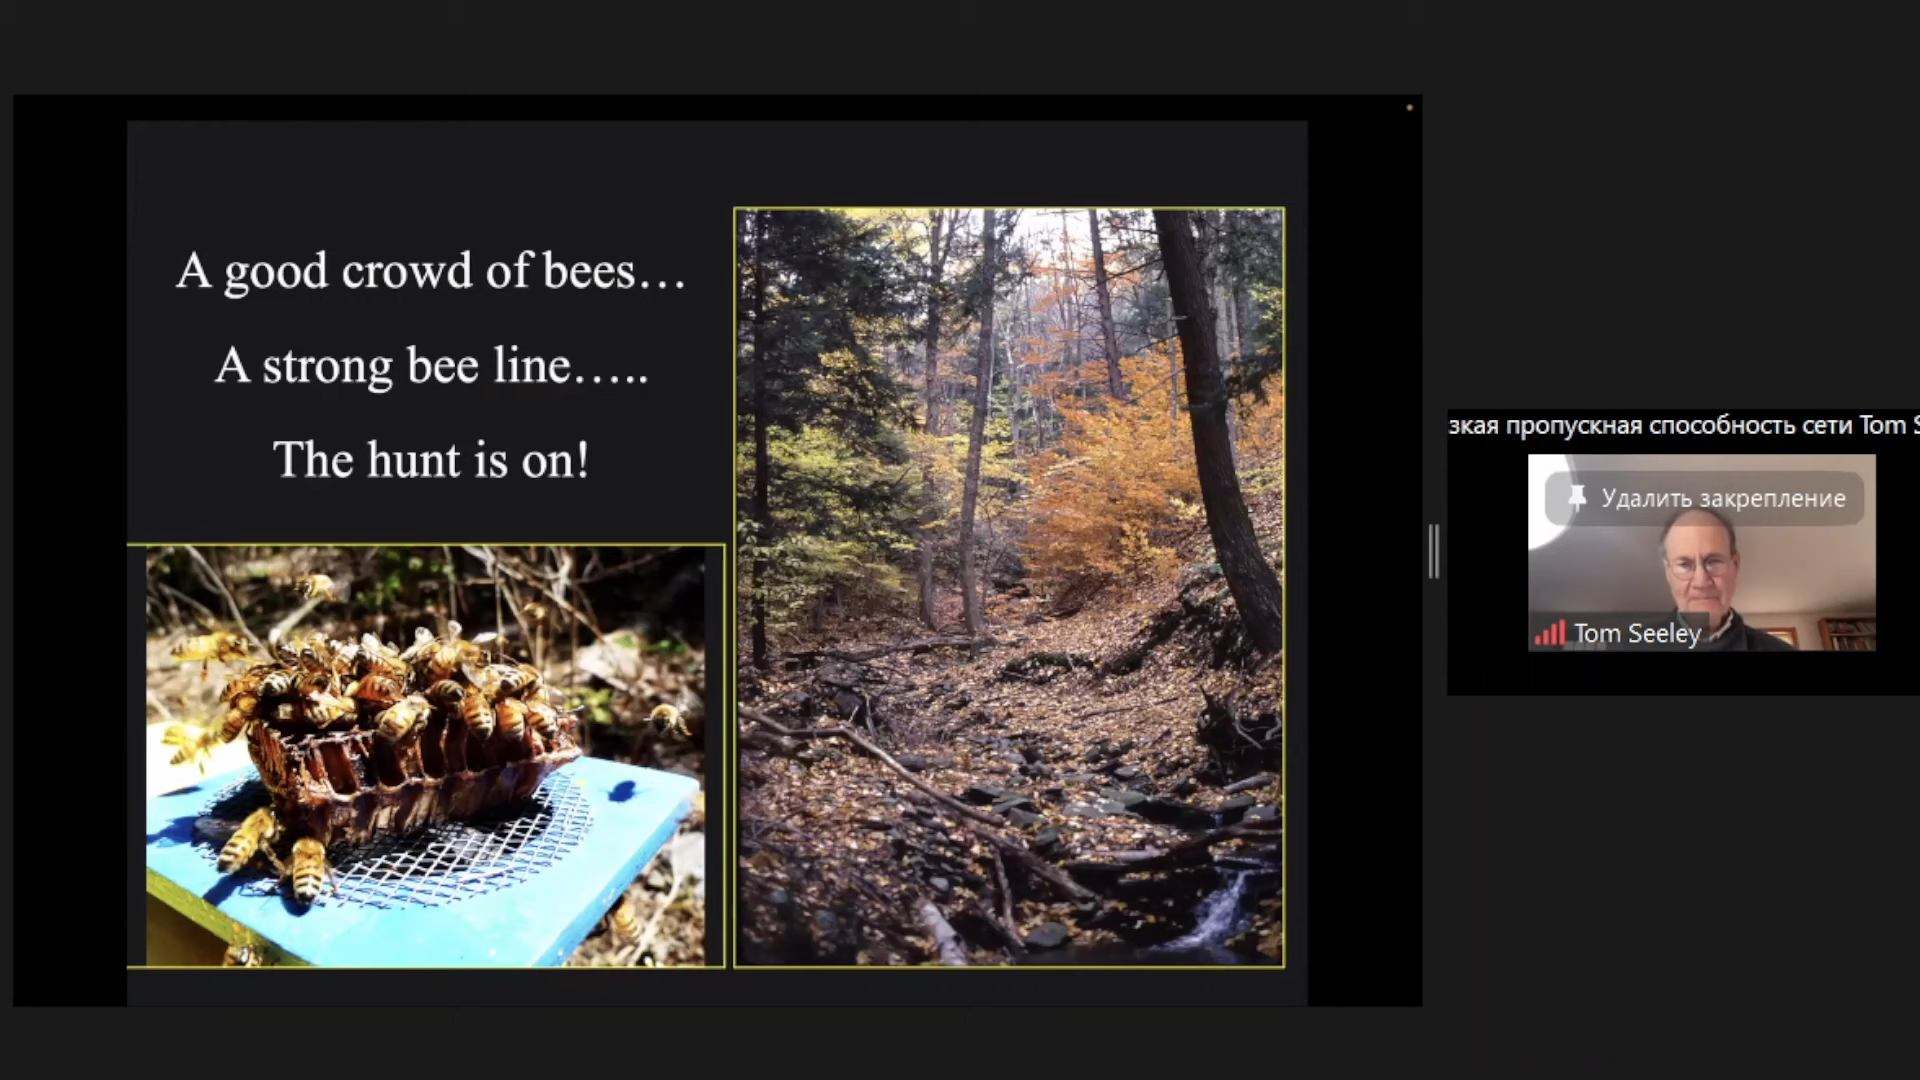 A good crowd of bees…
A strong bee line…..
The hunt is on!
зкая пропускная способность сети Tom S
Удалить закрепление
Tom Seeley